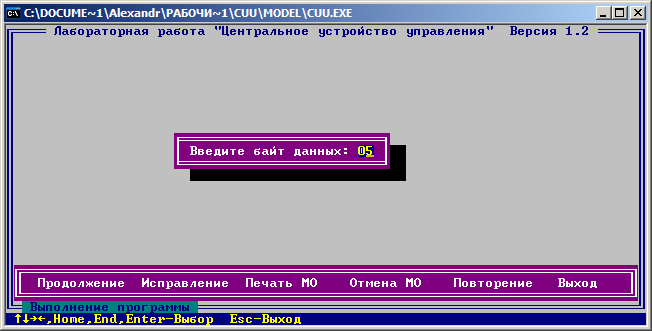 C:\DOCUME~1\Alexandr\РАБОЧИ~1\CUU\MODEL\CUU.EXE
Лабораторная работа "Центральное устройство управления" Версия 1.2
Введите байт данных: 05
Продолжение Исправление Печать МО Отмена МО Повторение Выход
Выполнение программы
↑↓→←,Home,End,Enter-Выбор Esc-Выход